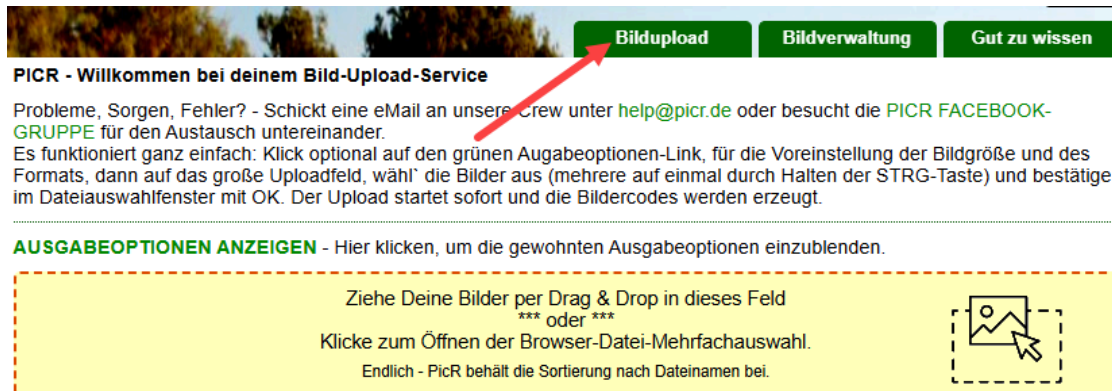 Bildupload Bildverwaltung Gut zu wissen
PICR - Willkommen bei deinem Bild-Upload-Service
Probleme, Sorgen, Fehler? - Schickt eine eMail an unsere Crew unter help@picr.de oder besucht die PICR FACEBOOK-
GRUPPE für den Austausch untereinander.
Es funktioniert ganz einfach: Klick optional auf den grünen Augabeoptionen-Link, für die Voreinstellung der Bildgröße und des
Formats, dann auf das große Uploadfeld, wähl` die Bilder aus (mehrere auf einmal durch Halten der STRG-Taste) und bestätige
im Dateiauswahlfenster mit OK. Der Upload startet sofort und die Bildercodes werden erzeugt.
AUSGABEOPTIONEN ANZEIGEN - Hier klicken, um die gewohnten Ausgabeoptionen einzublenden.
Ziehe Deine Bilder per Drag & Drop in dieses Feld
*** oder ***
Klicke zum Öffnen der Browser-Datei-Mehrfachauswahl.
Endlich - PicR behält die Sortierung nach Dateinamen bei.